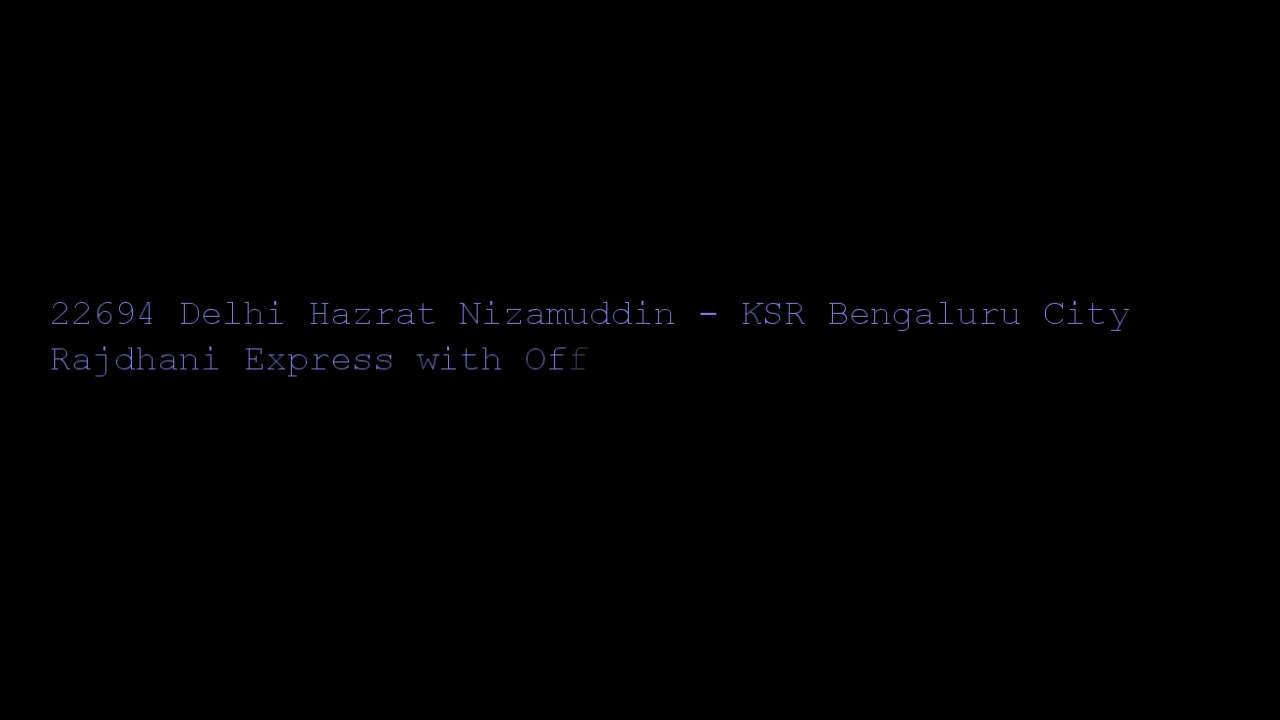 22694 Delhi Hazrat Nizamuddin - KSR Bengaluru City
Rajdhani Express with Off